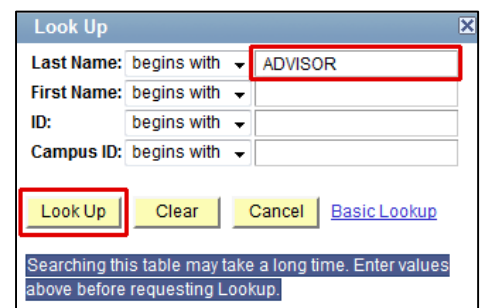 Look Up
Last Name: begins with ADVISOR
First Name: begins with
ID: begins with
Campus ID: begins with
Look Up Clear Cancel Basic Lookup
Searching this table may take a long time. Enter values
above before requesting Lookup.